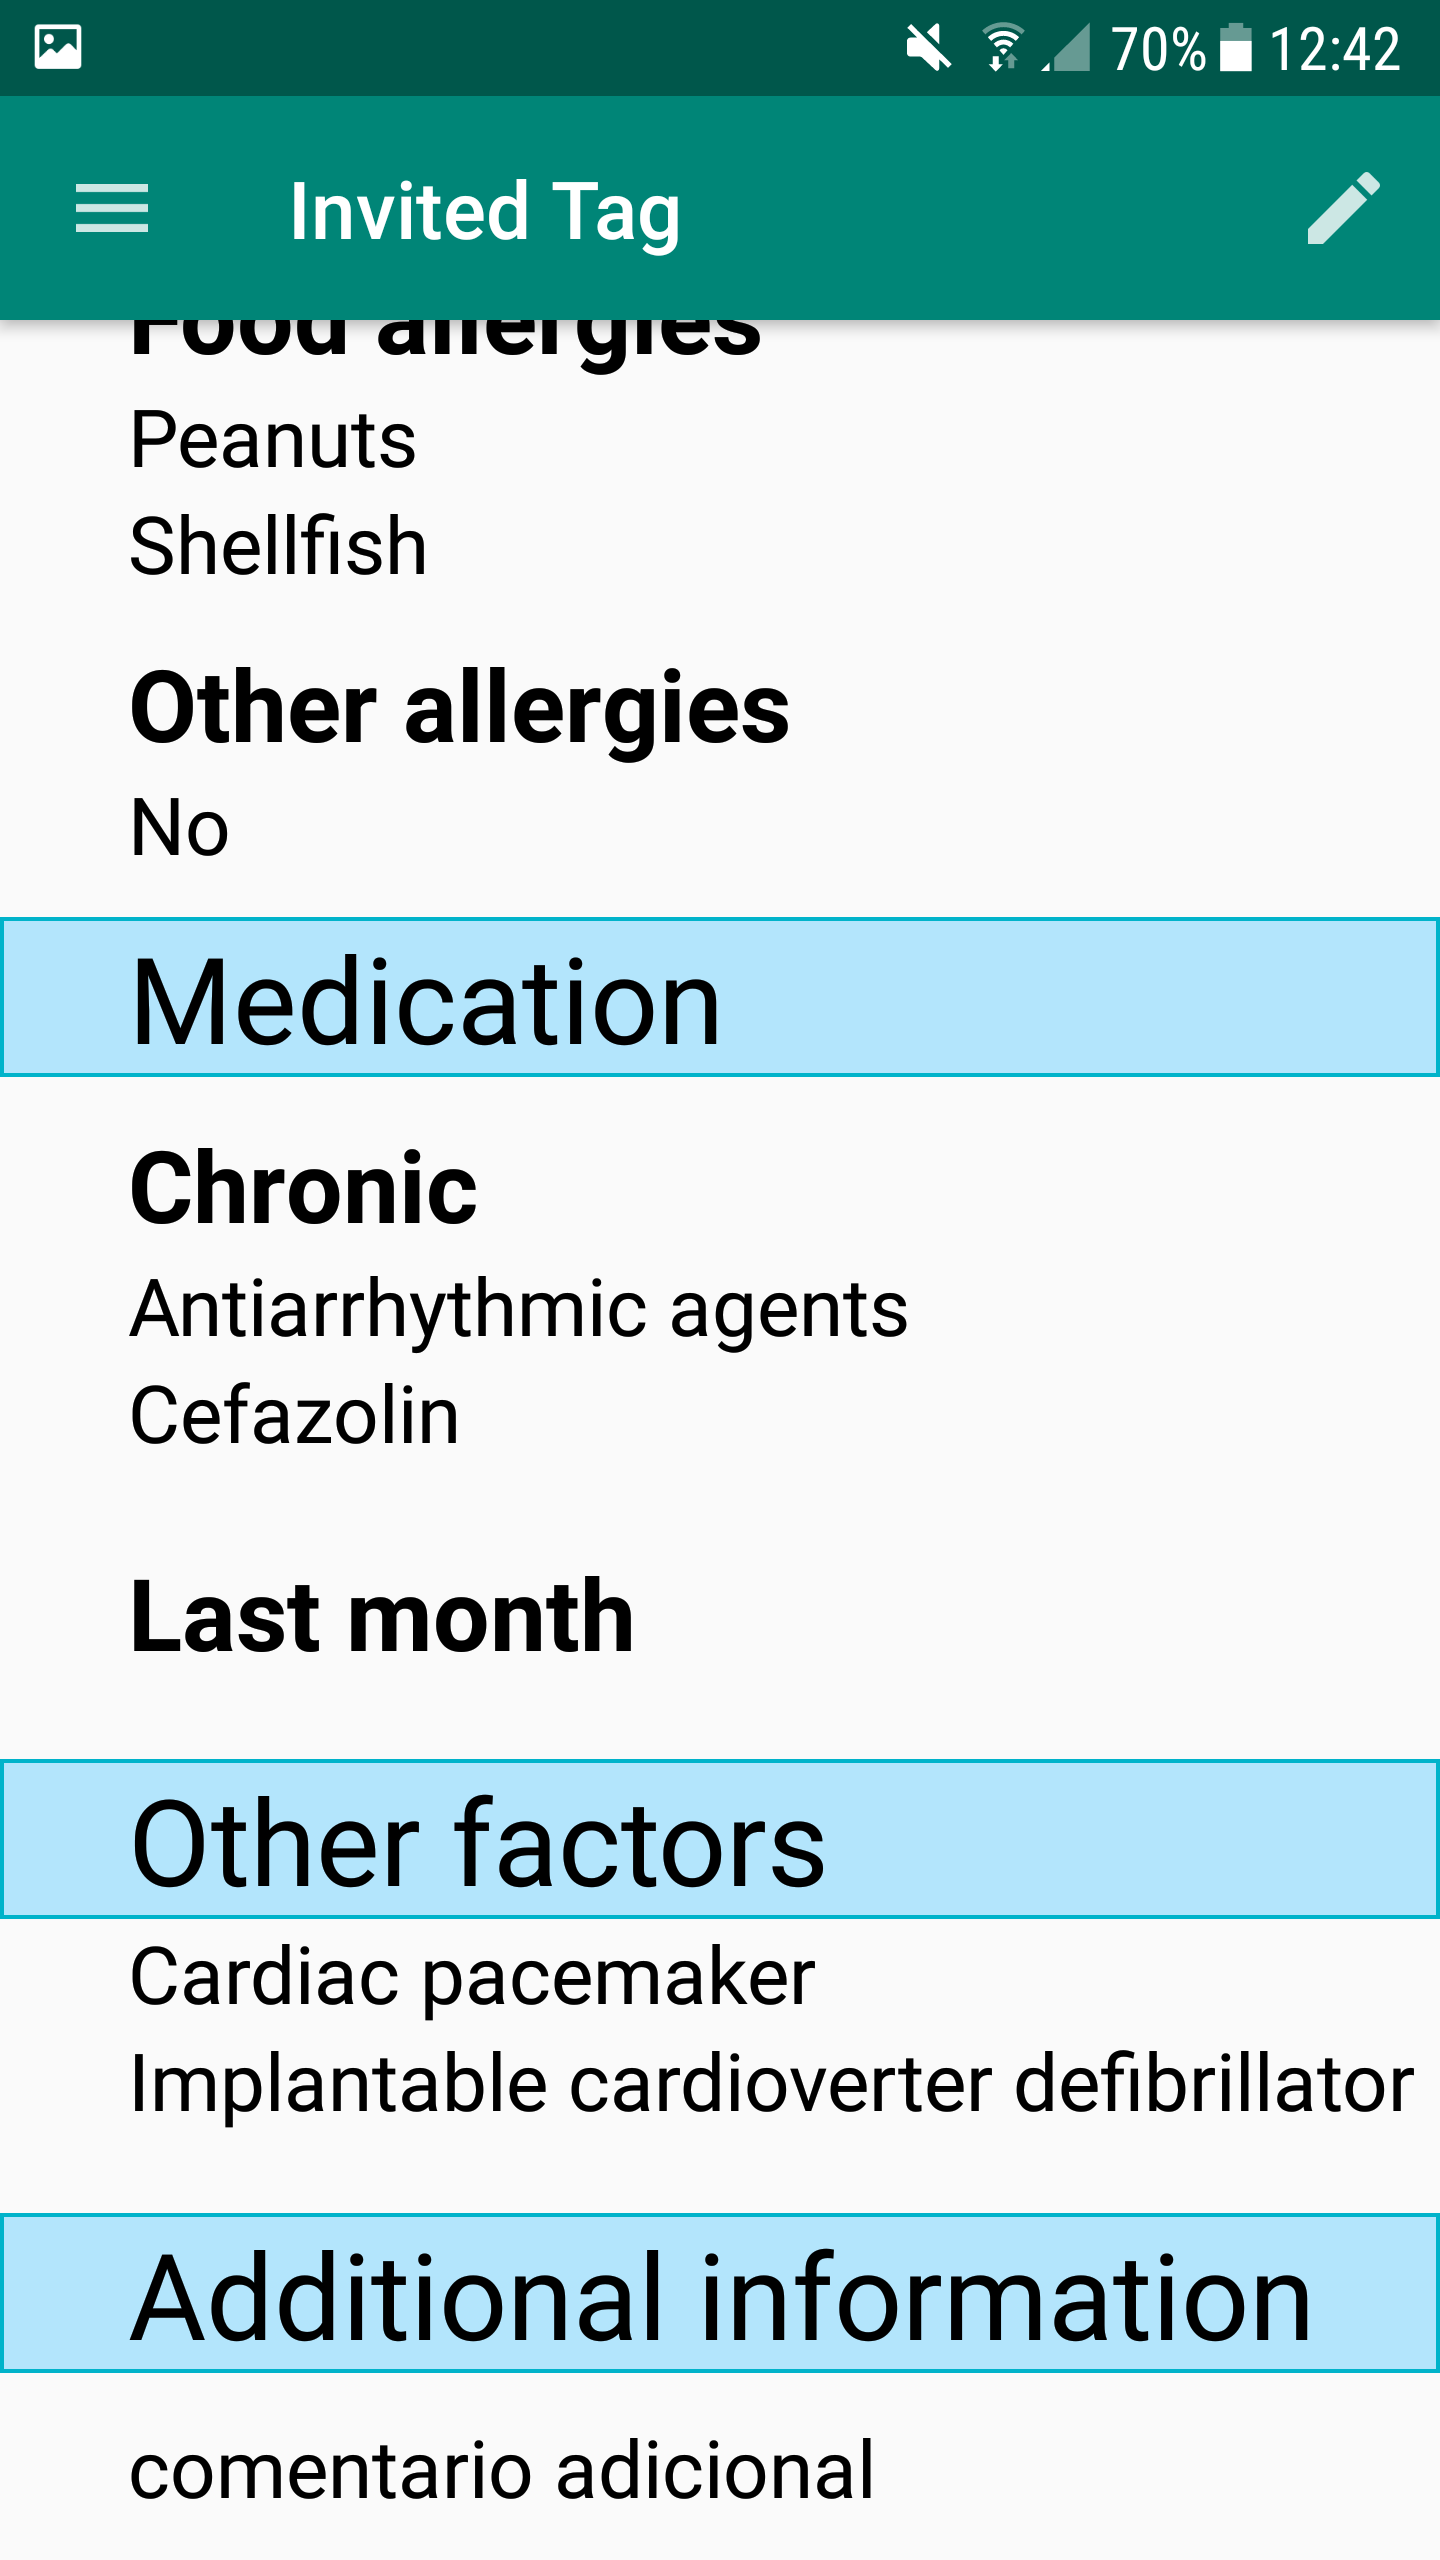 70% 12:42
Invited Tag
Food allergies
Peanuts
Shellfish
Other allergies
No
Medication
Chronic
Antiarrhythmic agents
Cefazolin
Last month
Other factors
Cardiac pacemaker
Implantable cardioverter defibrillator
Additional information
comentario adicional